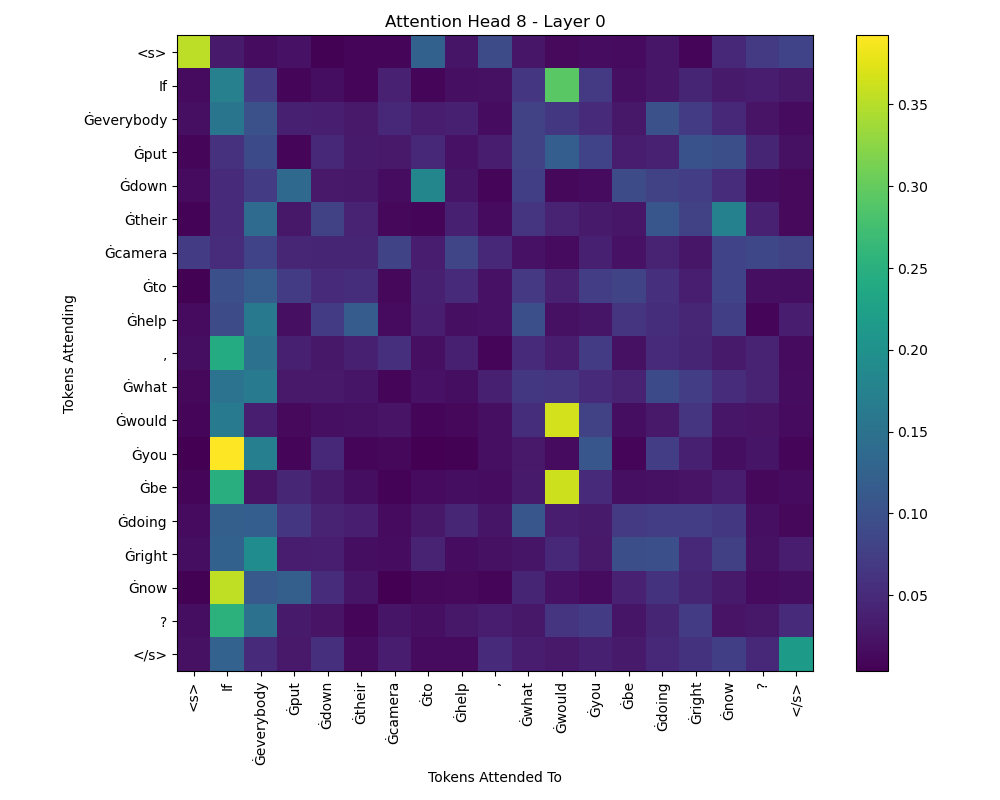 Attention Head 8 - Layer 0
<s>
If
Ġeverybody
Ġput
Ġdown
Ġtheir
Ġcamera
Ġto
Ġhelp
,
Ġwhat
Ġwould
Ġyou
Ġbe
Ġdoing
Ġright
Ġnow
?
</s>
Tokens Attending
<s>
If
Ġeverybody
Ġput
Ġdown
Ġtheir
Ġcamera
Ġto
Ġhelp
,
Ġwhat
Ġwould
Ġyou
Ġbe
Ġdoing
Ġright
Ġnow
?
</s>
Tokens Attended To
0.35
0.30
0.25
0.20
0.15
0.10
0.05